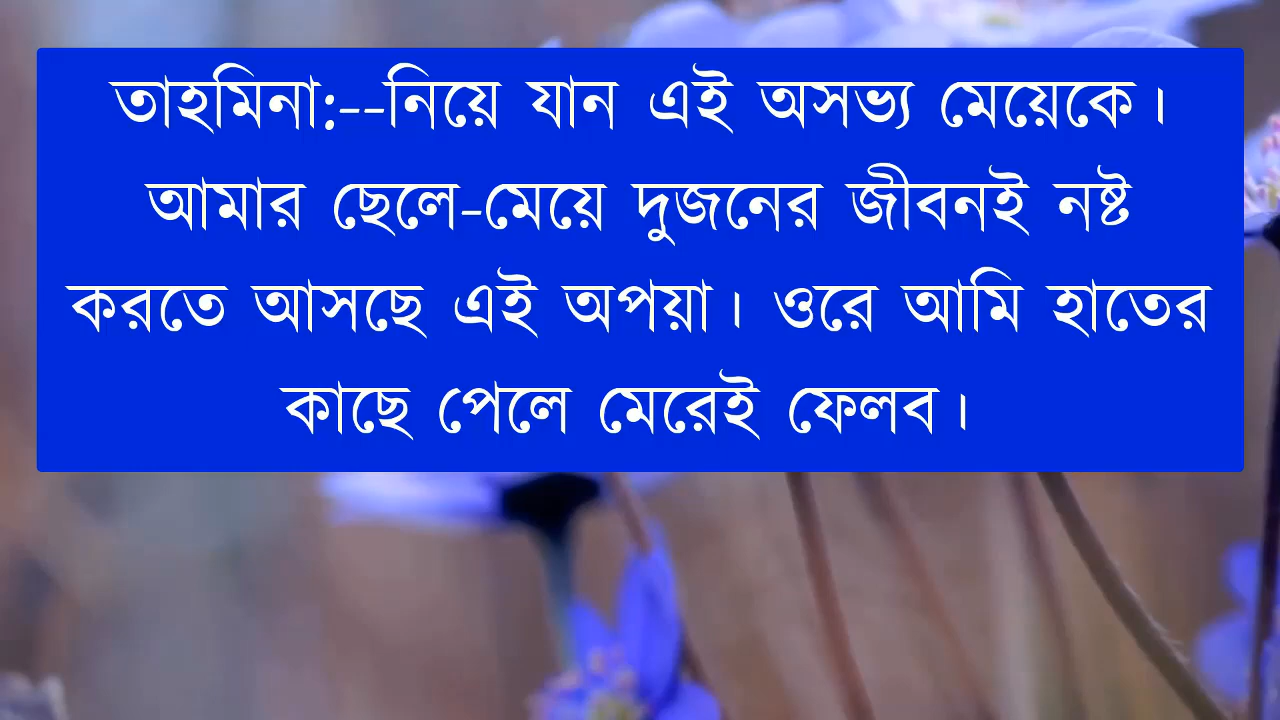 তাহমিনা:--নিয়ে যান এই অসভ্য মেয়েকে।
আমার ছেলে-মেয়ে দুজনের জীবনই নষ্ট
করতে আসছে এই অপয়া। ওরে আমি হাতের
কাছে পেলে মেরেই ফেলব।